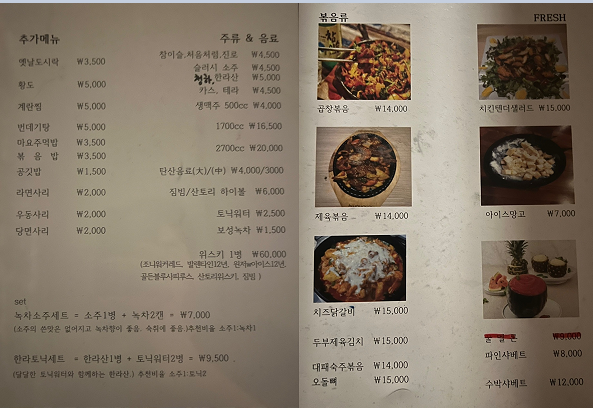 추가메뉴
옛날도시락 ₩3,500
황도 ₩5,000
계란찜 ₩5,000
번데기탕 ₩5,000
마요주먹밥 ₩3,500
볶음밥 ₩3,500
공깃밥 ₩1,500
라면사리 ₩2,000
우동사리 ₩2,000
당면사리 ₩2,000
주류 & 음료
참이슬,처음처럼,진로 ₩4,500
슬러시 소주 ₩4,500
청하,한라산 ₩5,000
카스, 테라 ₩4,500
생맥주 500cc ₩4,000
1700cc ₩16,500
2700cc ₩20,000
탄산음료(大)/(中) ₩4,000/3000
짐빔/산토리 하이볼 ₩6,000
토닉워터 ₩2,500
보성녹차 ₩1,500
위스키 1병 ₩60,000
(조니워커레드, 발렌타인12년, 윈저w아이스12년,
골든블루사피루스, 산토리위스키, 짐빔 )
set
녹차소주세트 = 소주1병 + 녹차2캔 = ₩7,000
(소주의 쓴맛은 없어지고 녹차향이 좋음, 숙취에 좋음.)추천비율 소주1:녹차1
한라토닉세트 = 한라산1병 + 토닉워터2병 = ₩9,500
(달달한 토닉워터와 함께하는 한라산.) 추천비율 소주1:토닉2
볶음류
곱창볶음 ₩14,000
제육볶음 ₩14,000
치즈닭갈비 ₩15,000
두부제육김치 ₩15,000
대패숙주볶음 ₩14,000
오돌뼈 ₩15,000
FRESH
치킨텐더샐러드 ₩15,000
아이스망고 ₩7,000
₩8,000
파인샤베트 ₩8,000
수박샤베트 ₩12,000